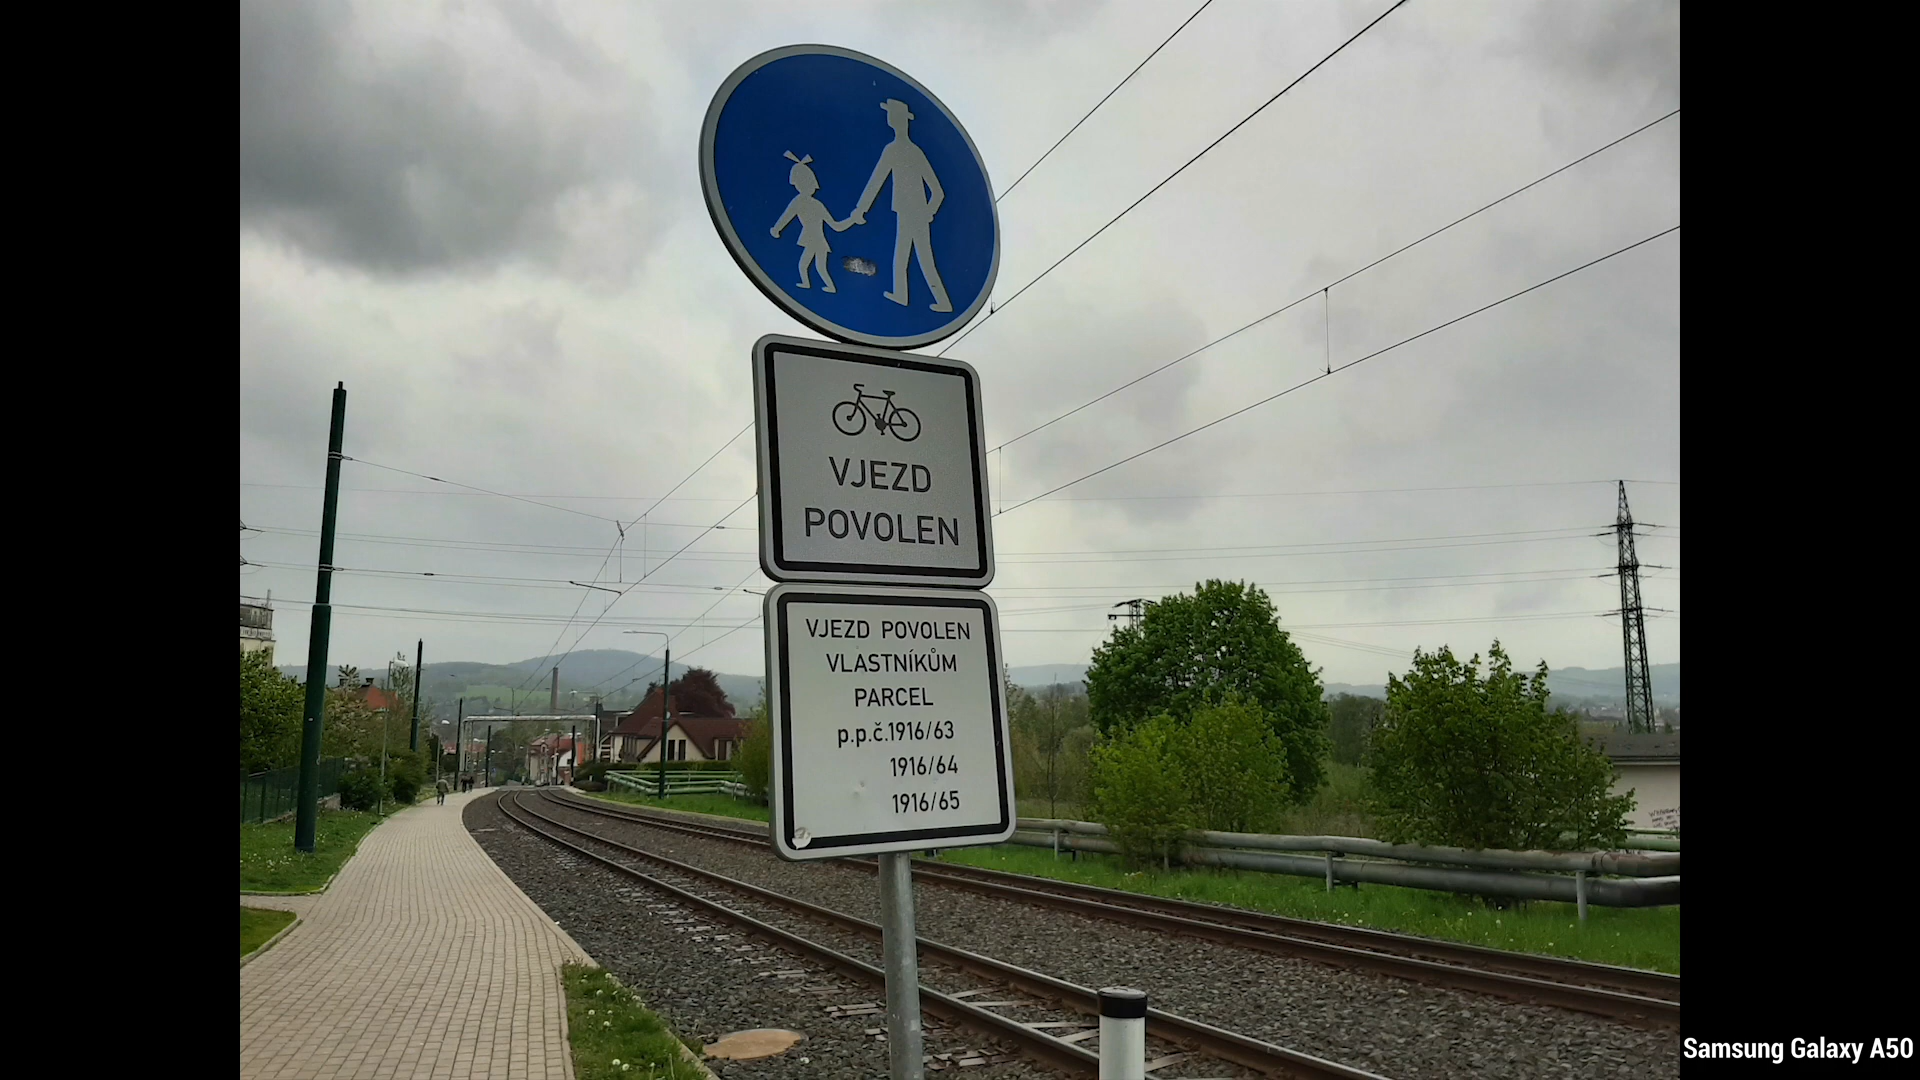 VJEZD
POVOLEN
VJEZD POVOLEN
VLASTNÍKŮM
PARCEL
p.p.č.1916/63
1916/64
1916/65
Samsung Galaxy A50